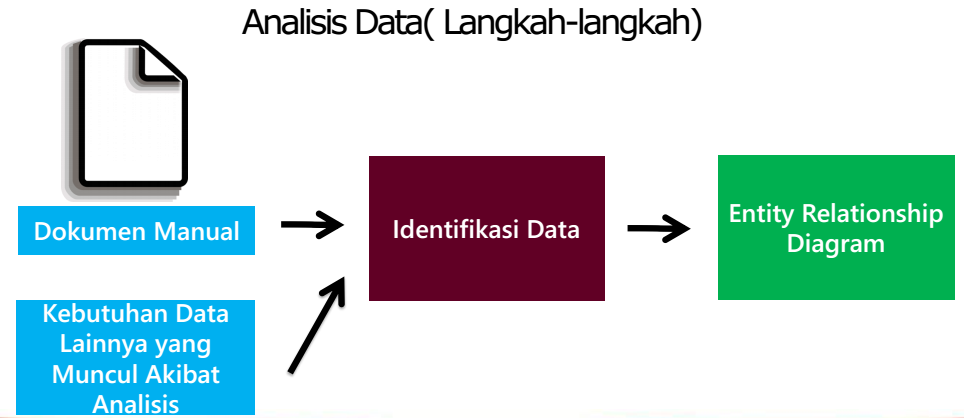 Analisis Data( Langkah-langkah)
Dokumen Manual
Identifikasi Data
Entity Relationship
Diagram
Kebutuhan Data
Lainnya yang
Muncul Akibat
Analisis